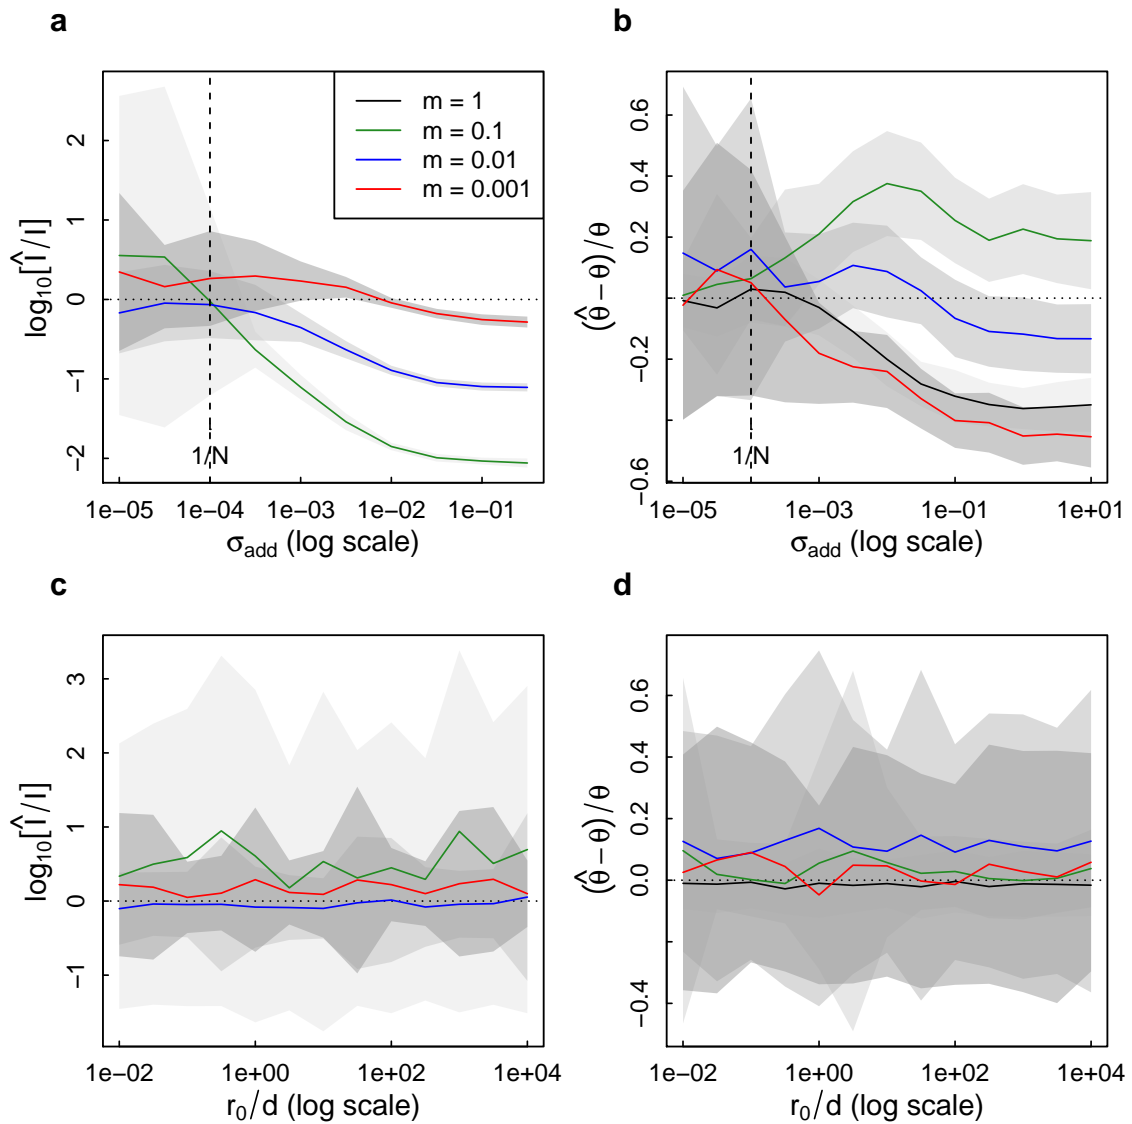 a
log₁₀[Î/I]
2
1
0
−1
−2
m = 1
m = 0.1
m = 0.01
m = 0.001
1/N
1e−05 1e−04 1e−03 1e−02 1e−01
σadd (log scale)
b
(θ̂ − θ)/θ
0.6
0.4
0.2
0.0
−0.2
−0.6
1/N
1e−05 1e−03 1e−01 1e+01
σadd (log scale)
c
log₁₀[Î/I]
3
2
1
0
−1
1e−02 1e+00 1e+02 1e+04
r₀/d (log scale)
d
(θ̂ − θ)/θ
0.6
0.4
0.2
0.0
−0.4
1e−02 1e+00 1e+02 1e+04
r₀/d (log scale)